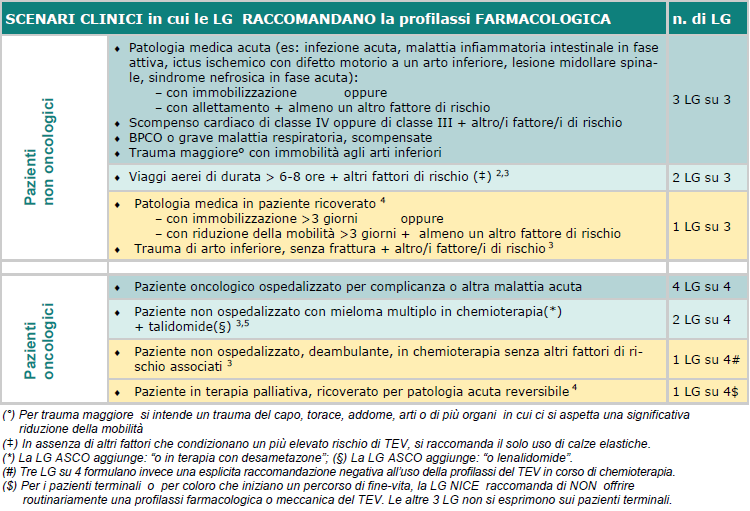 SCENARI CLINICI in cui le LG RACCOMANDANO la profilassi FARMACOLOGICA n. di LG
Pazienti
non oncologici
♦ Patologia medica acuta (es: infezione acuta, malattia infiammatoria intestinale in fase
attiva, ictus ischemico con difetto motorio a un arto inferiore, lesione midollare spina-
le, sindrome nefrosica in fase acuta):
– con immobilizzazione oppure
– con allettamento + almeno un altro fattore di rischio
♦ Scompenso cardiaco di classe IV oppure di classe III + altro/i fattore/i di rischio
♦ BPCO o grave malattia respiratoria, scompensate
♦ Trauma maggiore° con immobilità agli arti inferiori
3 LG su 3
♦ Viaggi aerei di durata > 6-8 ore + altri fattori di rischio (‡) 2,3
2 LG su 3
♦ Patologia medica in paziente ricoverato 4
– con immobilizzazione >3 giorni oppure
– con riduzione della mobilità >3 giorni + almeno un altro fattore di rischio
♦ Trauma di arto inferiore, senza frattura + altro/i fattore/i di rischio 3
1 LG su 3
Pazienti
oncologici
♦ Paziente oncologico ospedalizzato per complicanza o altra malattia acuta
4 LG su 4
♦ Paziente non ospedalizzato con mieloma multiplo in chemioterapia(*)
+ talidomide(§) 3,5
2 LG su 4
♦ Paziente non ospedalizzato, deambulante, in chemioterapia senza altri fattori di ri-
schio associati 3
1 LG su 4#
♦ Paziente in terapia palliativa, ricoverato per patologia acuta reversibile 4
1 LG su 4$
(°) Per trauma maggiore si intende un trauma del capo, torace, addome, arti o di più organi in cui ci si aspetta una significativa
riduzione della mobilità
(‡) In assenza di altri fattori che condizionano un più elevato rischio di TEV, si raccomanda il solo uso di calze elastiche.
(*) La LG ASCO aggiunge: “o in terapia con desametazone”; (§) La LG ASCO aggiunge: “o lenalidomide”.
(#) Tre LG su 4 formulano invece una esplicita raccomandazione negativa all’uso della profilassi del TEV in corso di chemioterapia.
($) Per i pazienti terminali o per coloro che iniziano un percorso di fine-vita, la LG NICE raccomanda di NON offrire
routinariamente una profilassi farmacologica o meccanica del TEV. Le altre 3 LG non si esprimono sui pazienti terminali.